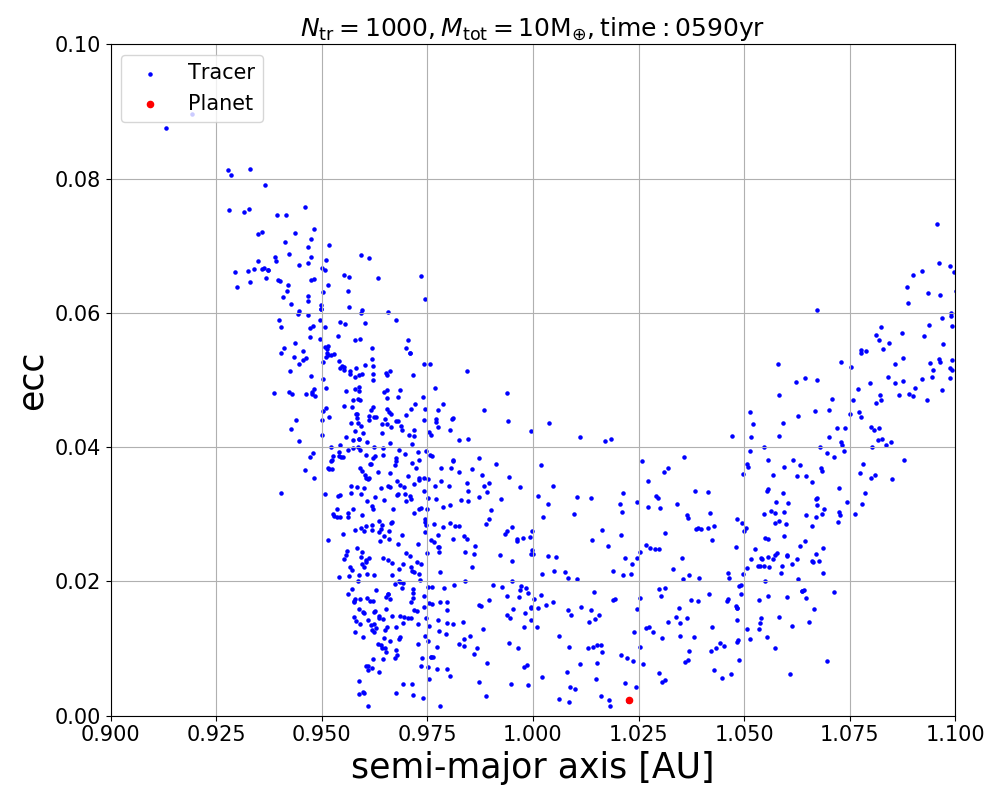 N_tr = 1000, M_tot = 10M_⊕, time : 0590yr
Tracer
Planet
0.10
0.08
0.06
0.04
0.02
0.00
ecc
0.900 0.925 0.950 0.975 1.000 1.025 1.050 1.075 1.100
semi-major axis [AU]